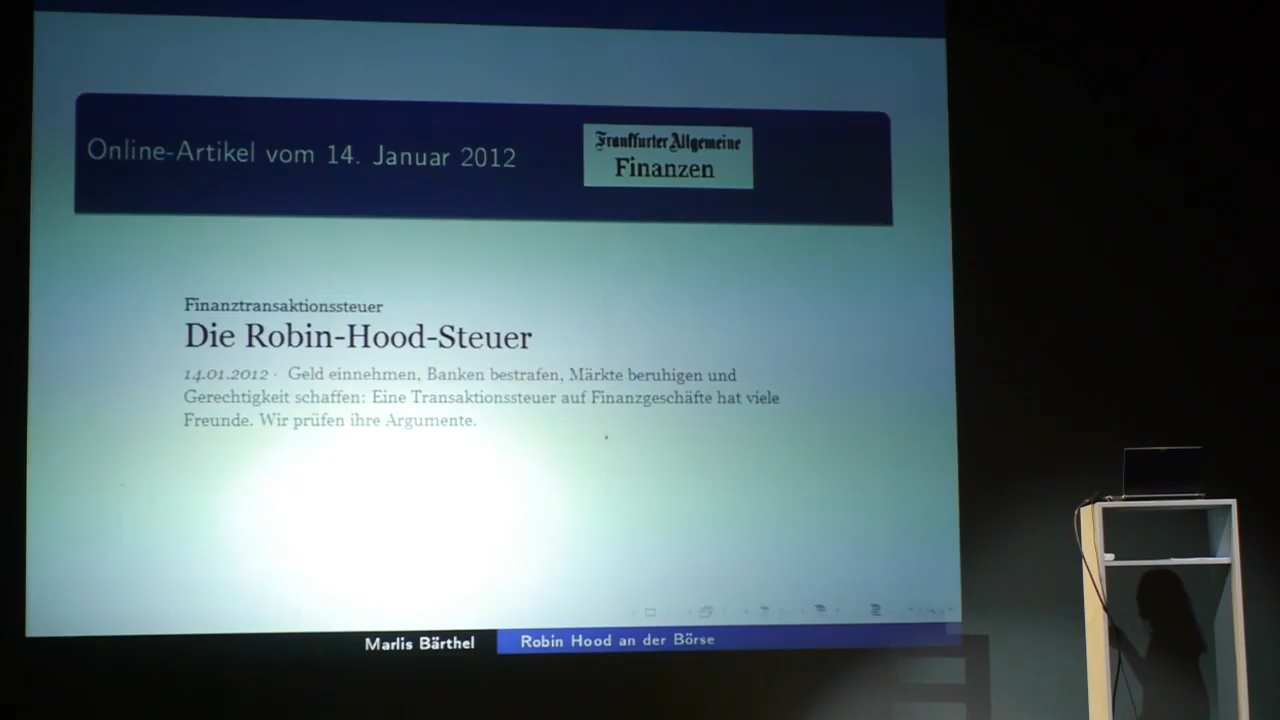 Online-Artikel vom 14. Januar 2012
Frankfurter Allgemeine
Finanzen
Finanztransaktionssteuer
Die Robin-Hood-Steuer
14.01.2012 · Geld einnehmen, Banken bestrafen, Märkte beruhigen und
Gerechtigkeit schaffen: Eine Transaktionssteuer auf Finanzgeschäfte hat viele
Freunde. Wir prüfen ihre Argumente.
Marlis Bärthel
Robin Hood an der Börse